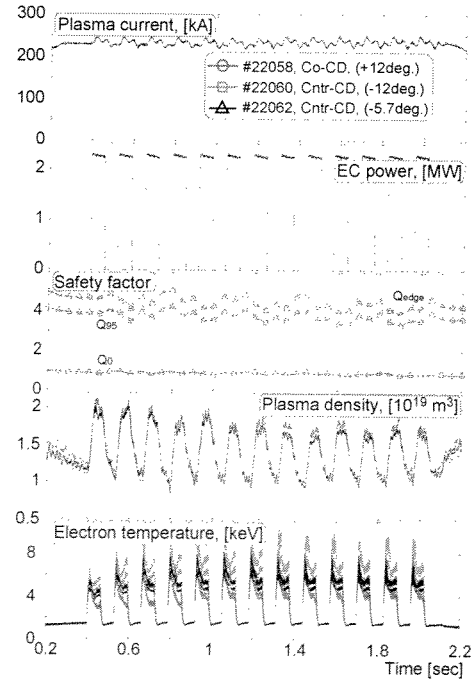 300
Plasma current, [kA]
200
#22058, Co-CD, (+12deg.)
#22060, Cntr-CD, (-12deg.)
100
#22062, Cntr-CD, (-5.7deg.)
0
2
EC power, [MW]
1
0
Safety factor
4
Qedge
Q95
2
Q0
0
2
Plasma density, [10^19 m^3]
1.5
1
0.5
Electron temperature, [keV]
8
4
0
0.2 0.6 1 1.4 1.8 2.2
Time [sec]